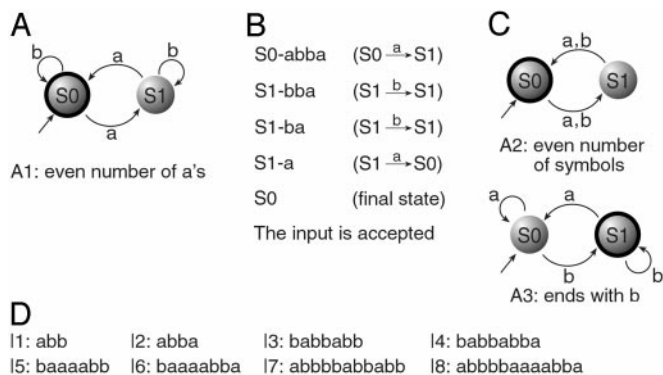 A
b
a
b
S0
S1
a
A1: even number of a's
B
S0-abba (S0 a→ S1)
S1-bba (S1 b→ S1)
S1-ba (S1 b→ S1)
S1-a (S1 a→ S0)
S0 (final state)
The input is accepted
C
a,b
S0
S1
a,b
A2: even number
of symbols
a
a
S0
S1
b
b
A3: ends with b
D
I1: abb I2: abba I3: babbabb I4: babbabba
I5: baaaabb I6: baaaabba I7: abbbbabbabb I8: abbbbaaaabba